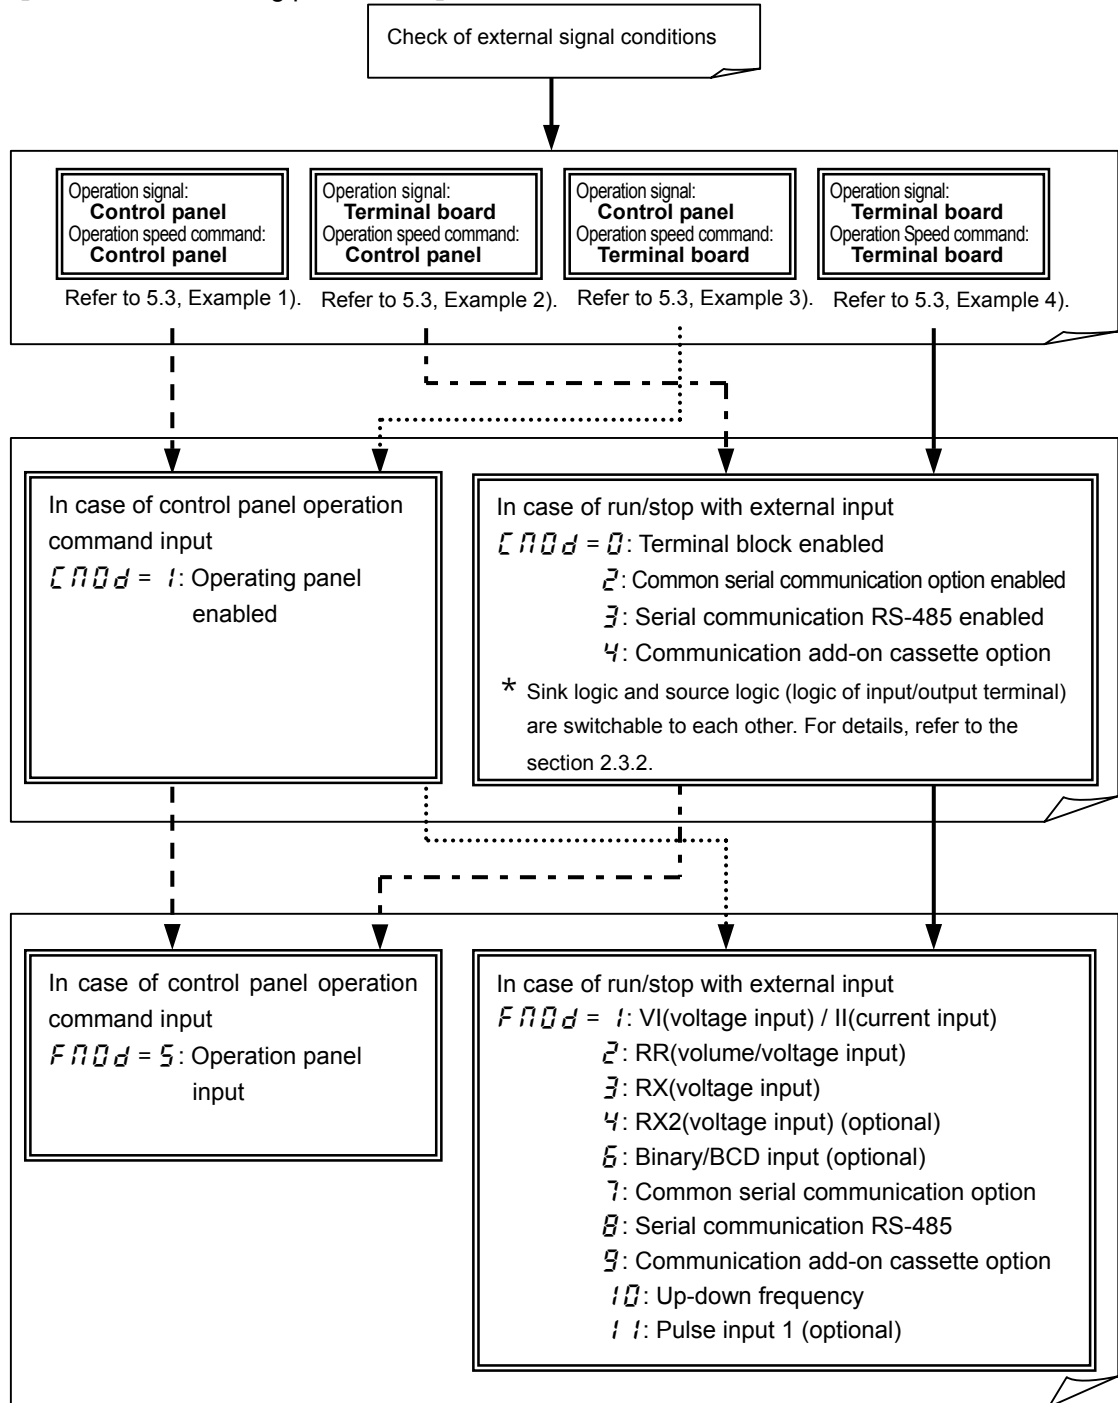 Check of external signal conditions
Operation signal:
Control panel
Operation speed command:
Control panel
Refer to 5.3, Example 1).
Operation signal:
Terminal board
Operation speed command:
Control panel
Refer to 5.3, Example 2).
Operation signal:
Control panel
Operation speed command:
Terminal board
Refer to 5.3, Example 3).
Operation signal:
Terminal board
Operation Speed command:
Terminal board
Refer to 5.3, Example 4).
In case of control panel operation
command input
CMOd = 1: Operating panel
enabled
In case of run/stop with external input
CMOd = 0: Terminal block enabled
2: Common serial communication option enabled
3: Serial communication RS-485 enabled
4: Communication add-on cassette option
* Sink logic and source logic (logic of input/output terminal)
are switchable to each other. For details, refer to the
section 2.3.2.
In case of control panel operation
command input
FMOd = 5: Operation panel
input
In case of run/stop with external input
FMOd = 1: VI(voltage input) / II(current input)
2: RR(volume/voltage input)
3: RX(voltage input)
4: RX2(voltage input) (optional)
6: Binary/BCD input (optional)
7: Common serial communication option
8: Serial communication RS-485
9: Communication add-on cassette option
10: Up-down frequency
11: Pulse input 1 (optional)